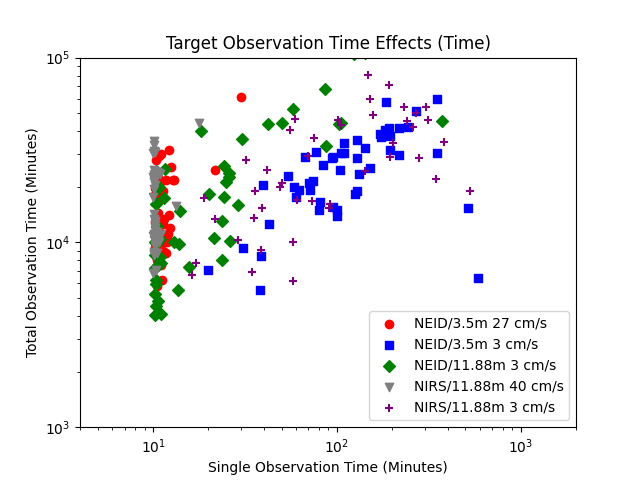 Target Observation Time Effects (Time)
Total Observation Time (Minutes)
10^5
10^4
10^3
NEID/3.5m 27 cm/s
NEID/3.5m 3 cm/s
NEID/11.88m 3 cm/s
NIRS/11.88m 40 cm/s
NIRS/11.88m 3 cm/s
10^1 10^2 10^3
Single Observation Time (Minutes)